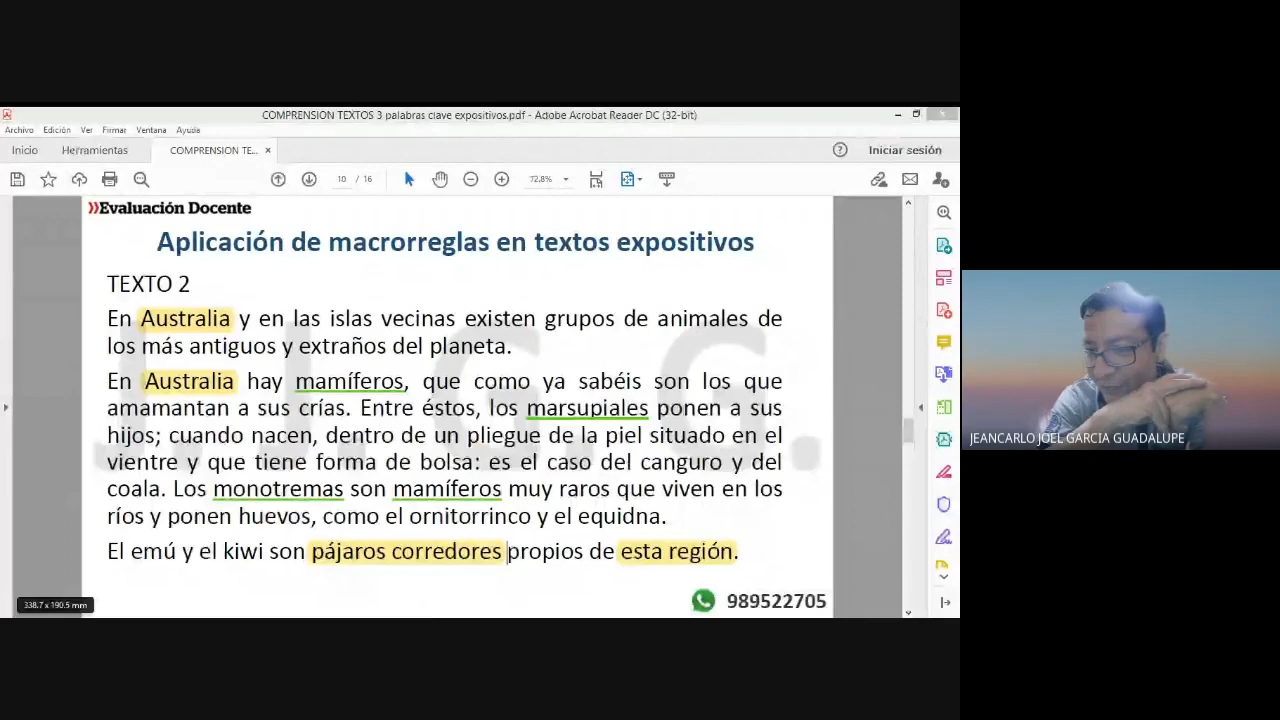 COMPRENSION TEXTOS 3 palabras clave expositivos.pdf - Adobe Acrobat Reader DC (32-bit)
Archivo Edición Ver Firmar Ventana Ayuda
Inicio Herramientas COMPRENSION TE... × Iniciar sesión
10 / 16 72.8%
Evaluación Docente
Aplicación de macrorreglas en textos expositivos
TEXTO 2
En Australia y en las islas vecinas existen grupos de animales de
los más antiguos y extraños del planeta.
En Australia hay mamíferos, que como ya sabéis son los que
amamantan a sus crías. Entre éstos, los marsupiales ponen a sus
hijos; cuando nacen, dentro de un pliegue de la piel situado en el
vientre y que tiene forma de bolsa: es el caso del canguro y del
coala. Los monotremas son mamíferos muy raros que viven en los
ríos y ponen huevos, como el ornitorrinco y el equidna.
El emú y el kiwi son pájaros corredores propios de esta región.
338.7 x 190.5 mm
989522705
JEANCARLO JOEL GARCIA GUADALUPE